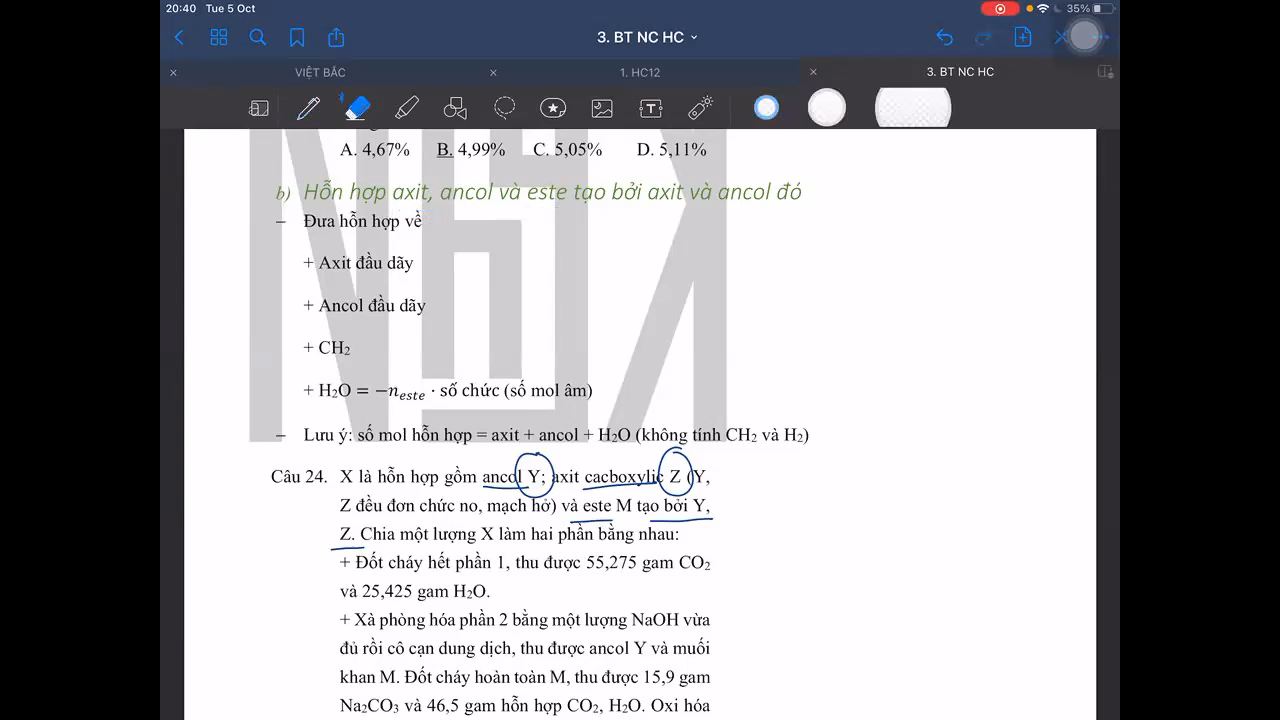 20:40 Tue 5 Oct 35%
3. BT NC HC
VIỆT BẮC 1. HC12 3. BT NC HC
A. 4,67% B. 4,99% C. 5,05% D. 5,11%
b) Hỗn hợp axit, ancol và este tạo bởi axit và ancol đó
– Đưa hỗn hợp về
+ Axit đầu dãy
+ Ancol đầu dãy
+ CH₂
+ H₂O = −nₑₛₜₑ · số chức (số mol âm)
– Lưu ý: số mol hỗn hợp = axit + ancol + H₂O (không tính CH₂ và H₂)
Câu 24. X là hỗn hợp gồm ancol Y; axit cacboxylic Z (Y,
Z đều đơn chức no, mạch hở) và este M tạo bởi Y,
Z. Chia một lượng X làm hai phần bằng nhau:
+ Đốt cháy hết phần 1, thu được 55,275 gam CO₂
và 25,425 gam H₂O.
+ Xà phòng hóa phần 2 bằng một lượng NaOH vừa
đủ rồi cô cạn dung dịch, thu được ancol Y và muối
khan M. Đốt cháy hoàn toàn M, thu được 15,9 gam
Na₂CO₃ và 46,5 gam hỗn hợp CO₂, H₂O. Oxi hóa